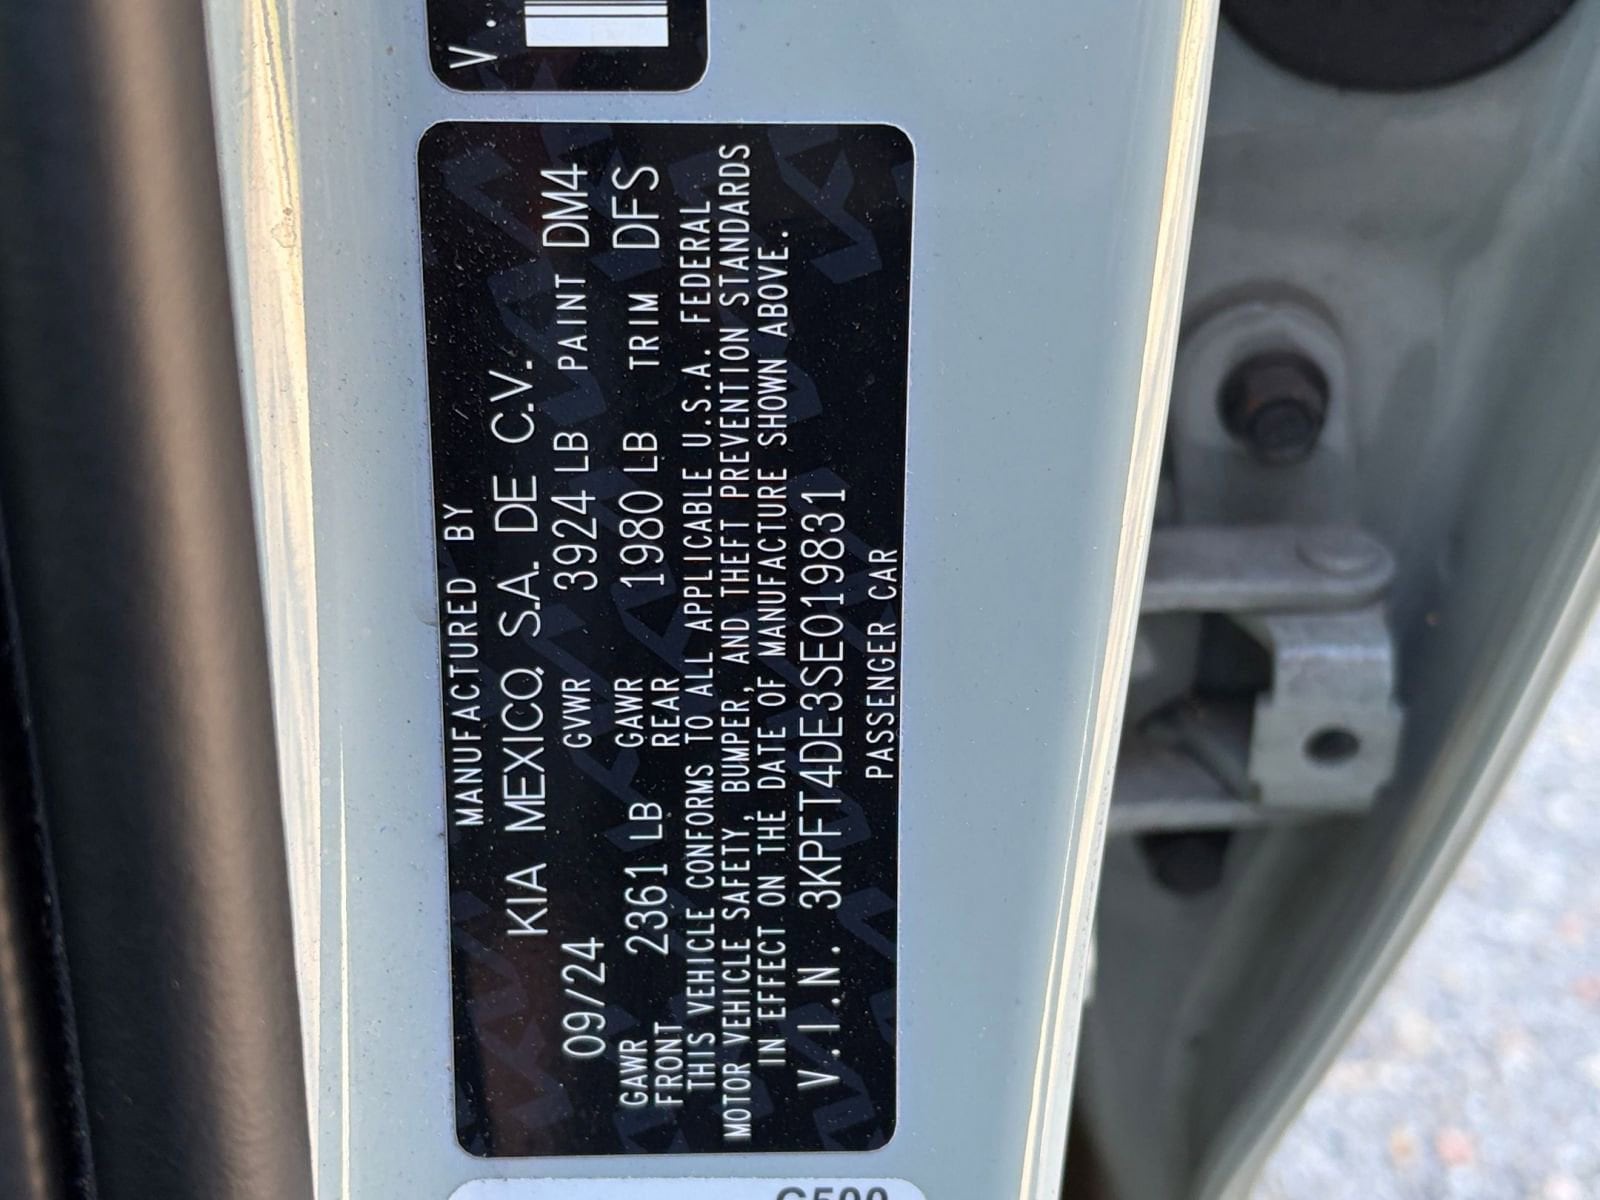 V.
MANUFACTURED BY
KIA MEXICO, S.A. DE C.V.
09/24 GVWR 3924 LB PAINT DM4
GAWR FRONT 2361 LB GAWR REAR 1980 LB TRIM DFS
THIS VEHICLE CONFORMS TO ALL APPLICABLE U.S.A. FEDERAL
MOTOR VEHICLE SAFETY, BUMPER, AND THEFT PREVENTION STANDARDS
IN EFFECT ON THE DATE OF MANUFACTURE SHOWN ABOVE.
V.I.N. 3KPFT4DE3SE019831
PASSENGER CAR